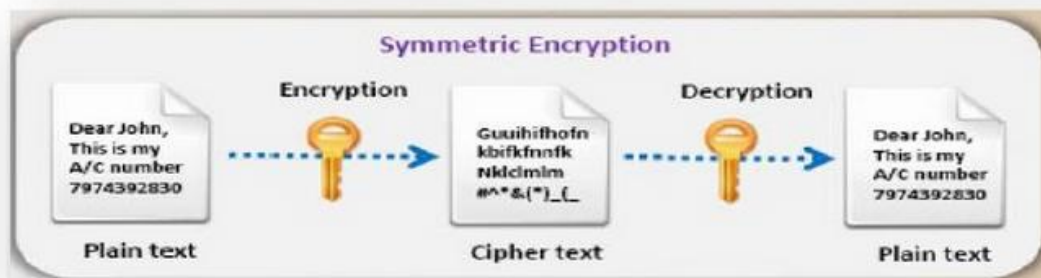 Symmetric Encryption
Encryption
Decryption
Dear John,
This is my
A/C number
7974392830
Guuihifhofn
kbifkfnnfk
Nklclmlm
#^*&(*)_(_
Dear John,
This is my
A/C number
7974392830
Plain text
Cipher text
Plain text